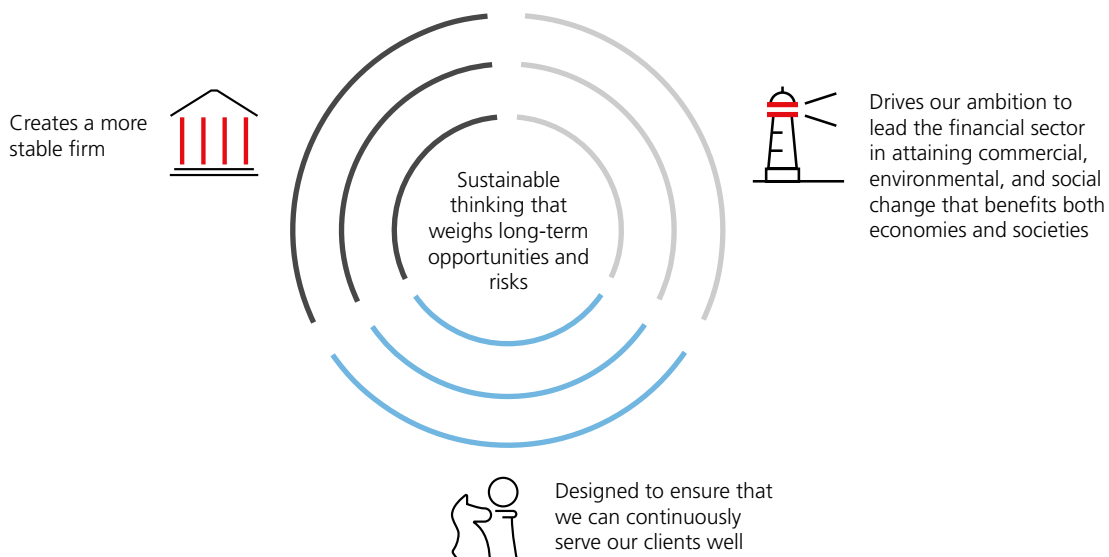 Creates a more
stable firm
Sustainable
thinking that
weighs long-term
opportunities and
risks
Drives our ambition to
lead the financial sector
in attaining commercial,
environmental, and social
change that benefits both
economies and societies
Designed to ensure that
we can continuously
serve our clients well